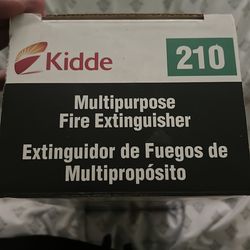 Kidde
210
Multipurpose
Fire Extinguisher
Extinguidor de Fuegos de
Multipropósito